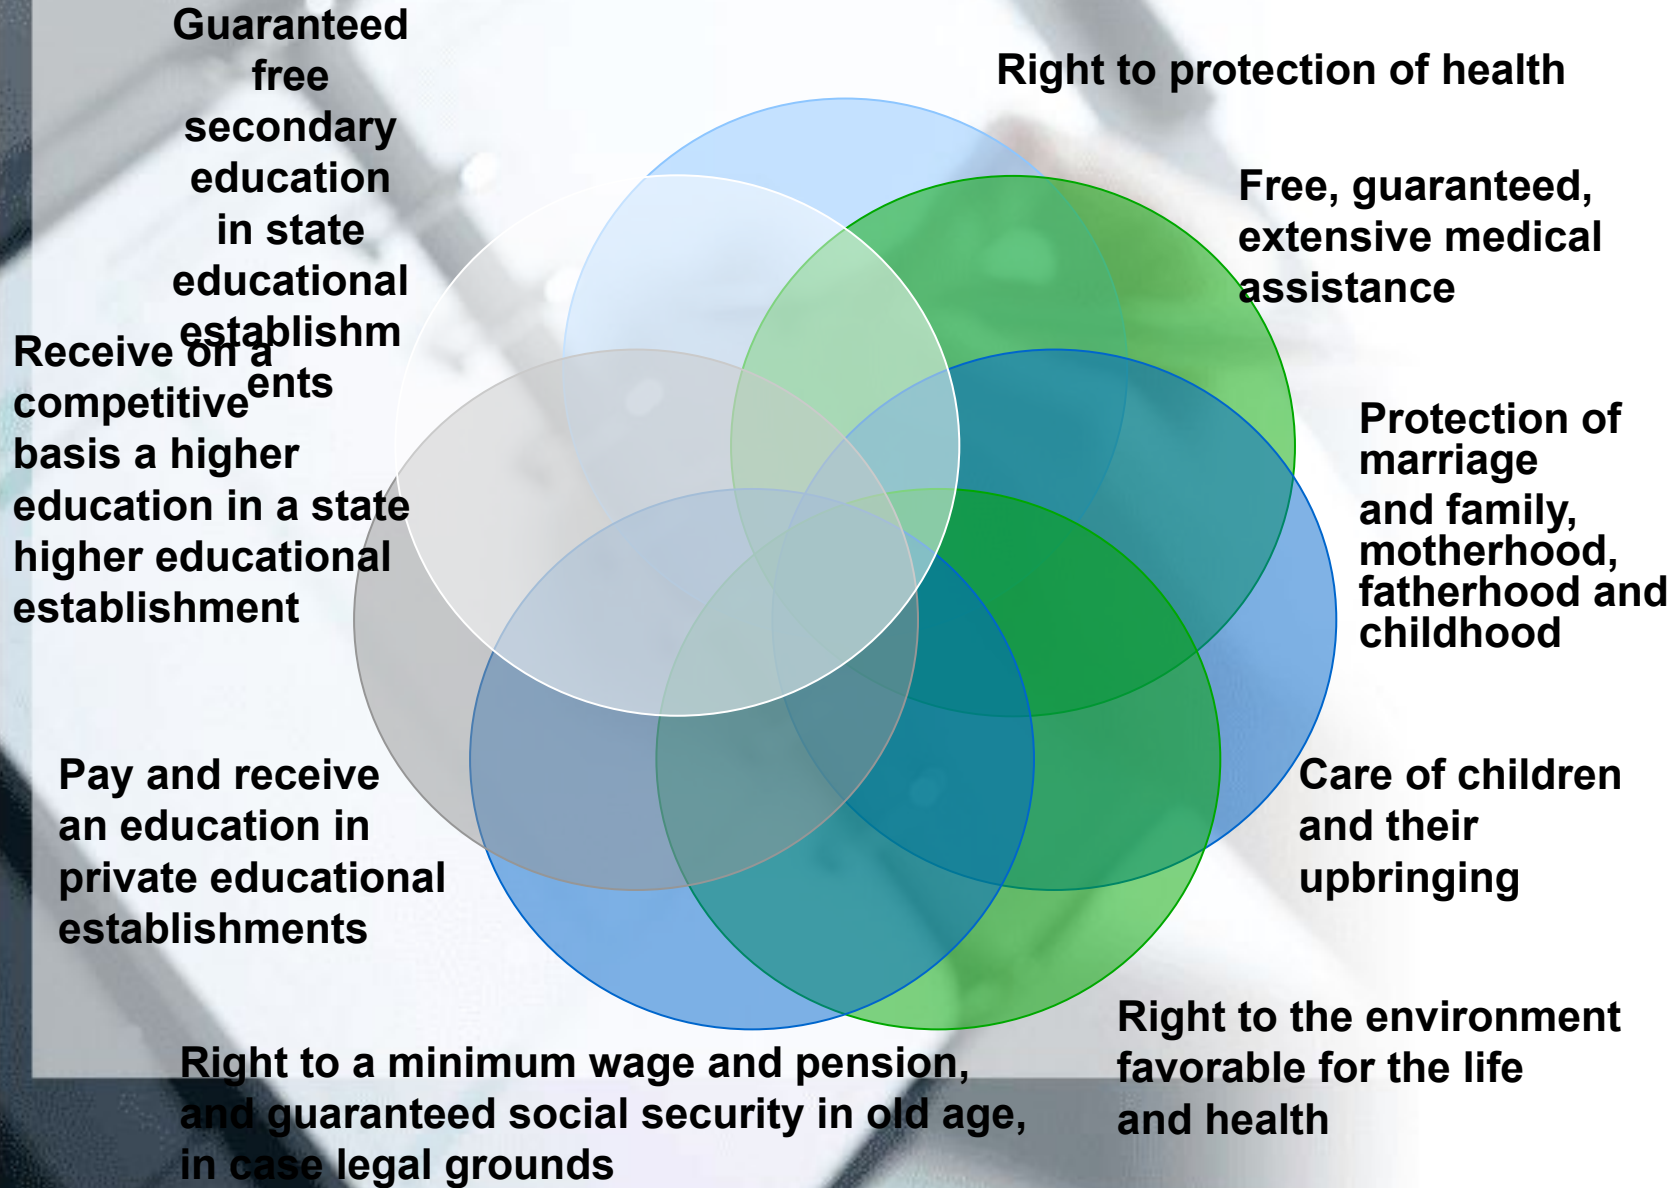 Guaranteed
free
secondary
education
in state
educational
establishm
ents
Right to protection of health
Free, guaranteed,
extensive medical
assistance
Protection of
marriage
and family,
motherhood,
fatherhood and
childhood
Care of children
and their
upbringing
Right to the environment
favorable for the life
and health
Right to a minimum wage and pension,
and guaranteed social security in old age,
in case legal grounds
Pay and receive
an education in
private educational
establishments
Receive on a
competitive
basis a higher
education in a state
higher educational
establishment